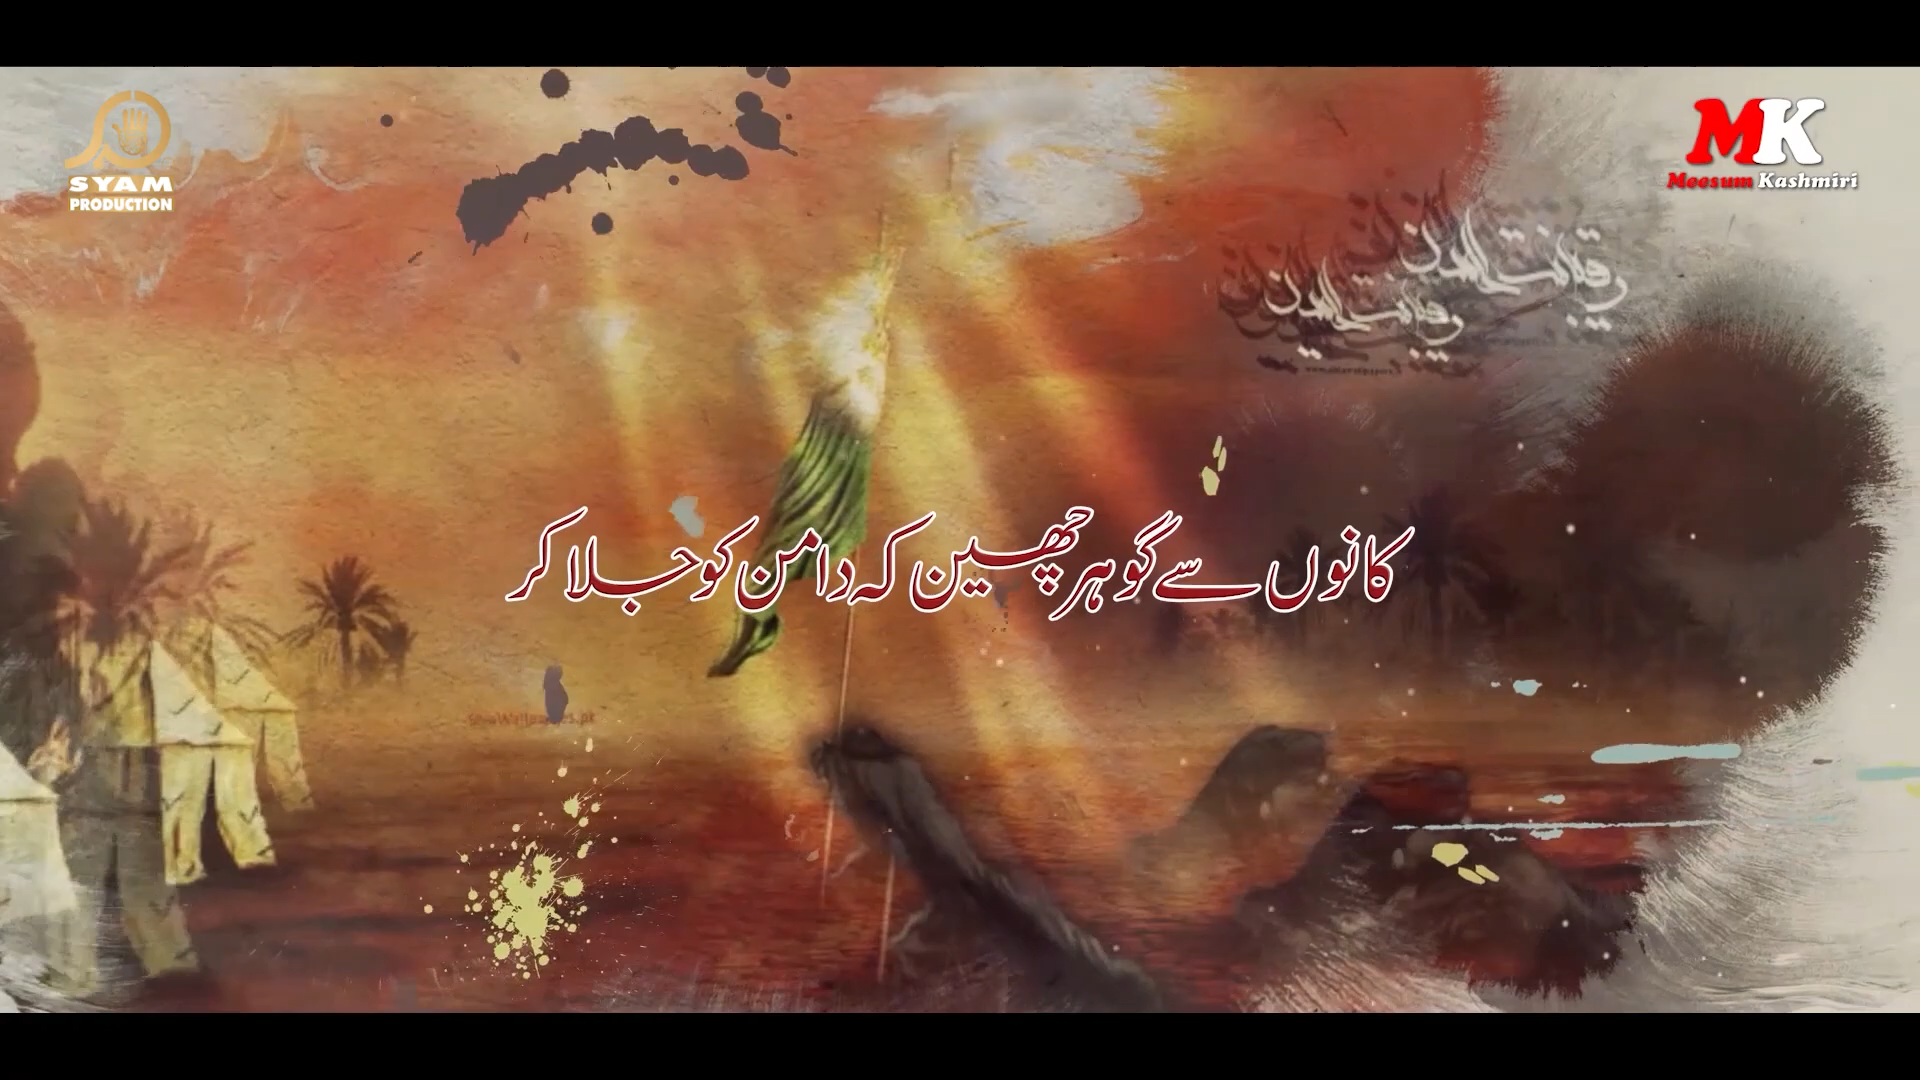 SYAM
PRODUCTION
MK
Meesum Kashmiri
کانوں سے گوہر چھین کہ دامن کو جلا کر